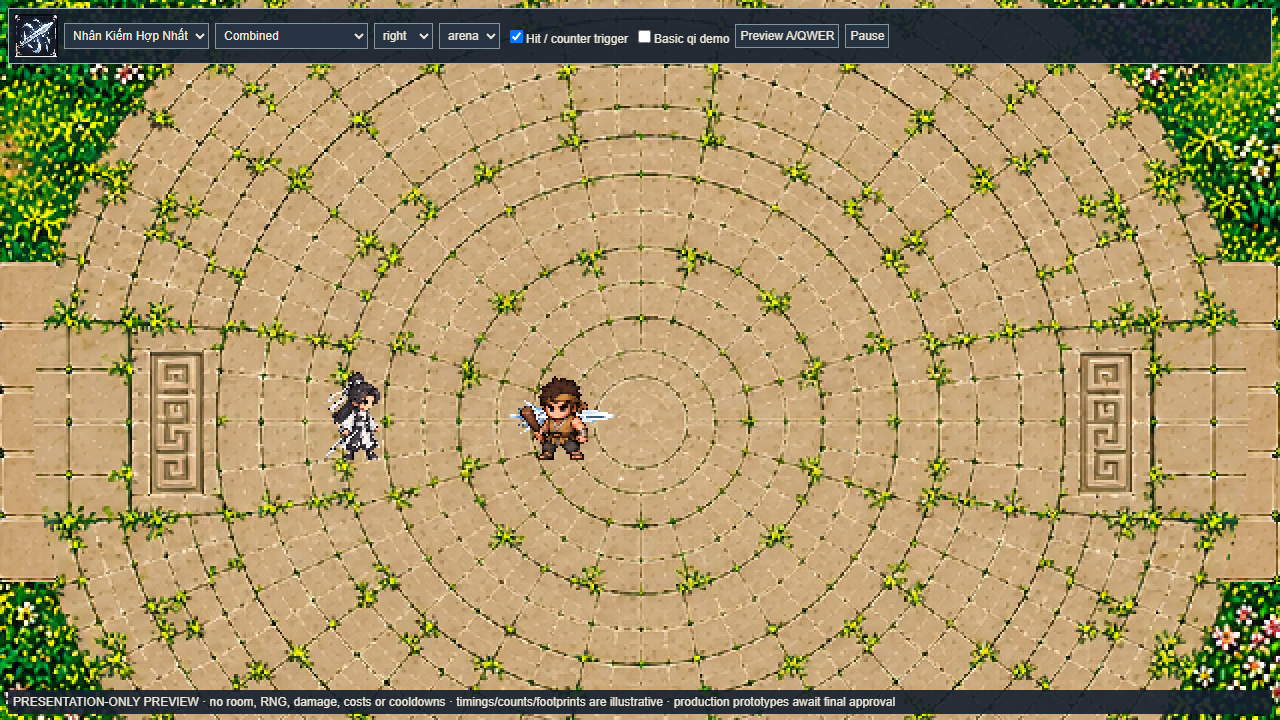 Nhân Kiếm Hợp Nhất Combined right arena Hit / counter trigger Basic qi demo Preview A/QWER Pause
PRESENTATION-ONLY PREVIEW · no room, RNG, damage, costs or cooldowns · timings/counts/footprints are illustrative · production prototypes await final approval